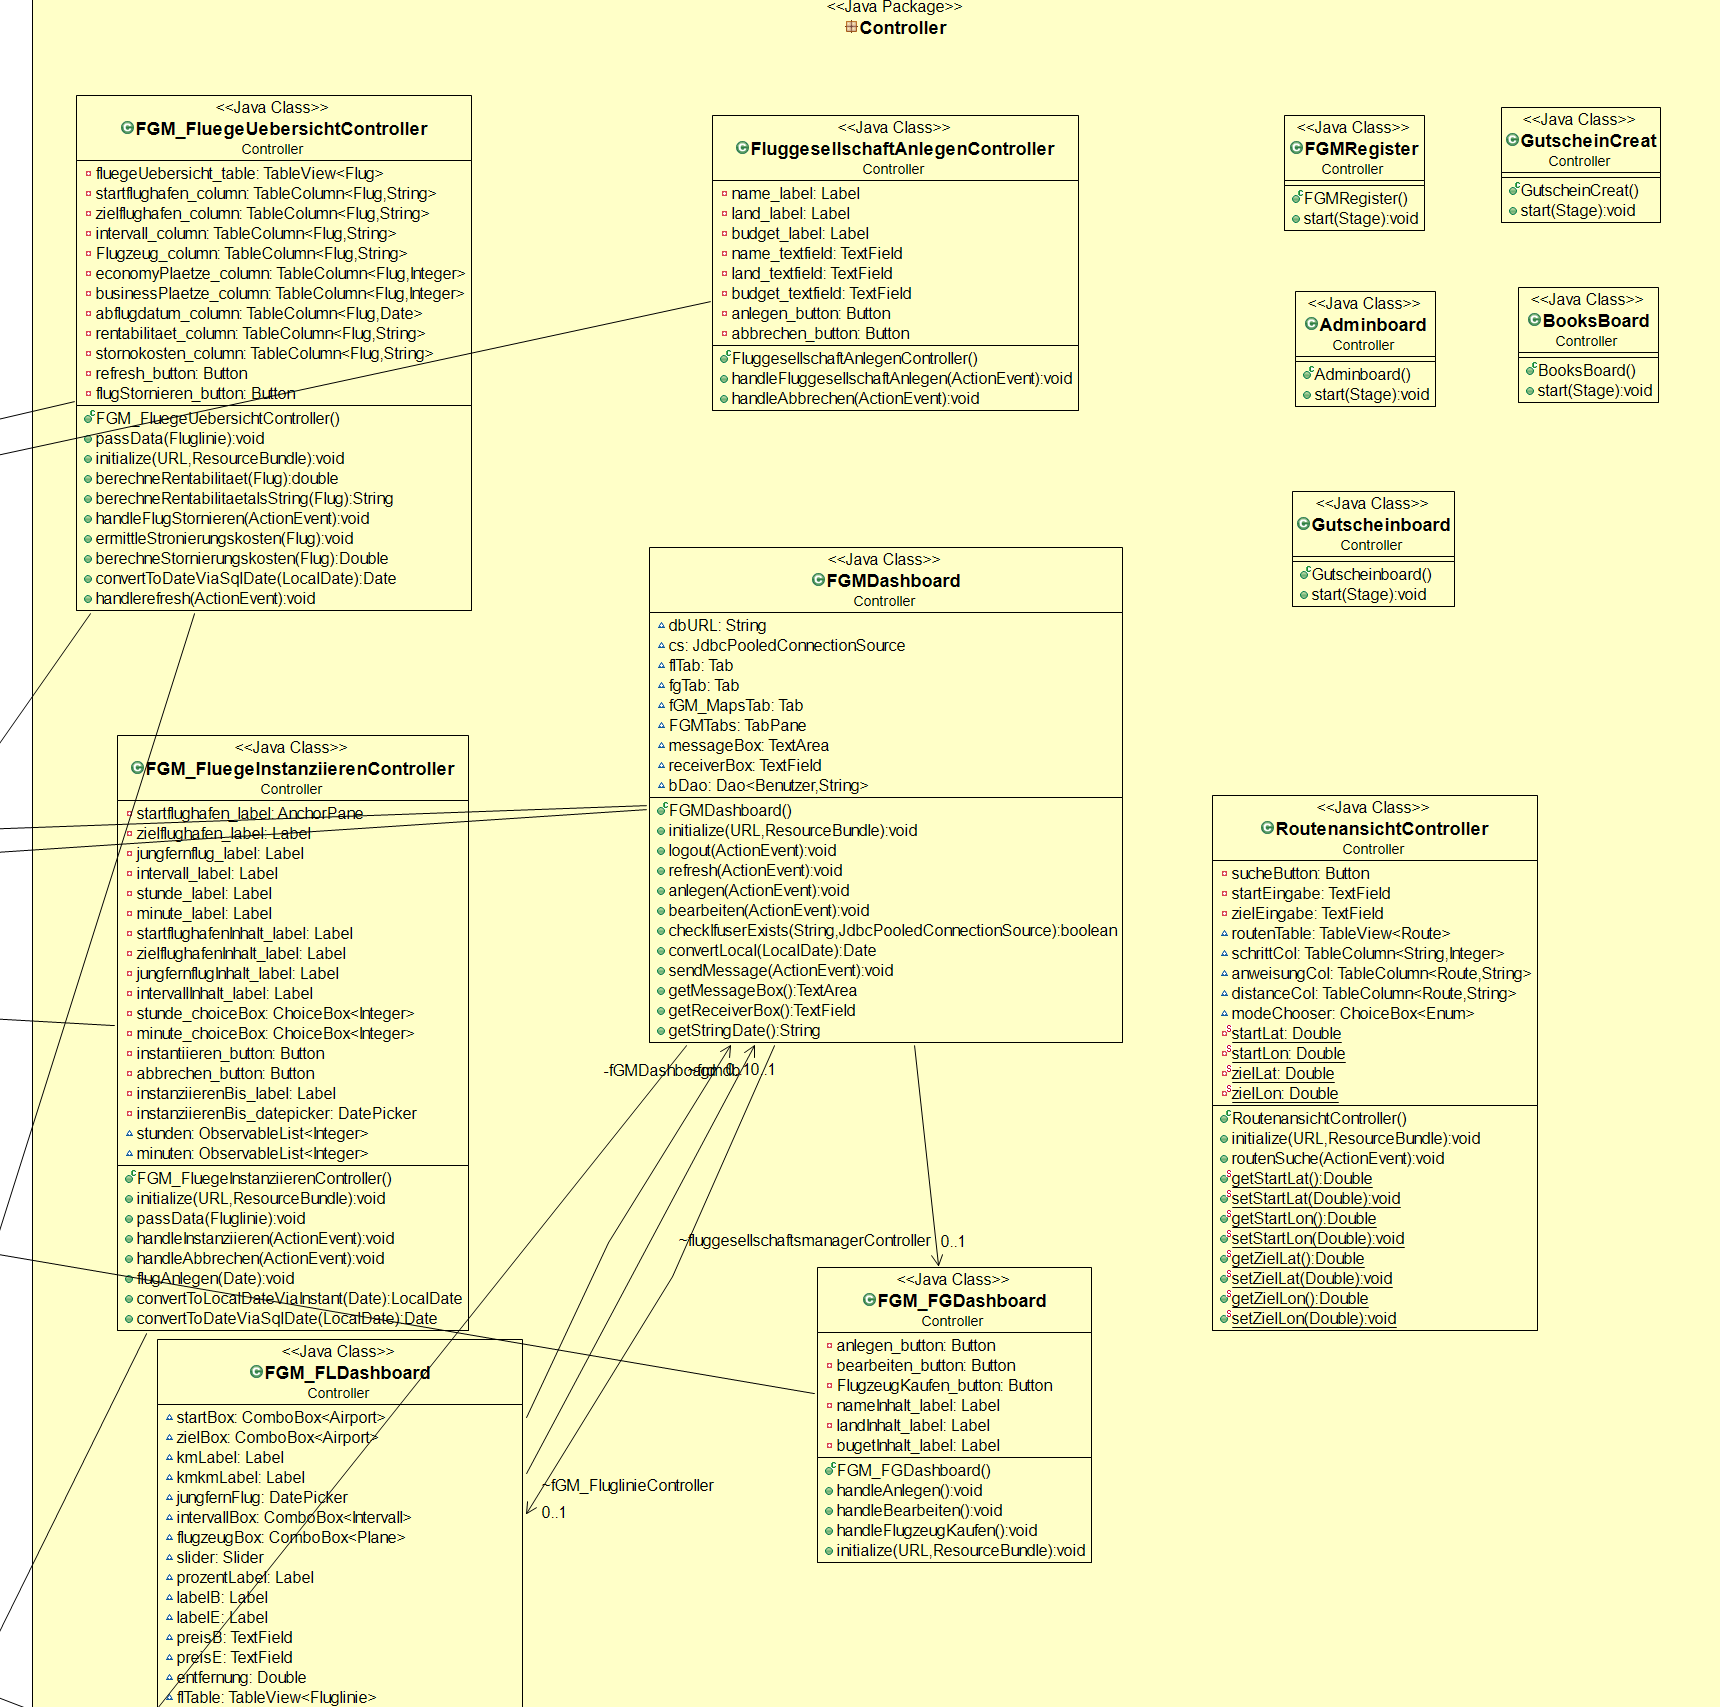 <<Java Package>>
Controller
<<Java Class>>
FGM_FluegeUebersichtController
Controller
fluegeUebersicht_table: TableView<Flug>
startflughafen_column: TableColumn<Flug,String>
zielflughafen_column: TableColumn<Flug,String>
intervall_column: TableColumn<Flug,String>
Flugzeug_column: TableColumn<Flug,String>
economyPlaetze_column: TableColumn<Flug,Integer>
businessPlaetze_column: TableColumn<Flug,Integer>
abflugdatum_column: TableColumn<Flug,Date>
rentabilitaet_column: TableColumn<Flug,String>
stornokosten_column: TableColumn<Flug,String>
refresh_button: Button
flugStornieren_button: Button
FGM_FluegeUebersichtController()
passData(Fluglinie):void
initialize(URL,ResourceBundle):void
berechneRentabilitaet(Flug):double
berechneRentabilitaetalsString(Flug):String
handleFlugStornieren(ActionEvent):void
ermittleStronierungskosten(Flug):void
berechneStornierungskosten(Flug):Double
convertToDateViaSqlDate(LocalDate):Date
handlerefresh(ActionEvent):void
<<Java Class>>
FluggesellschaftAnlegenController
Controller
name_label: Label
land_label: Label
budget_label: Label
name_textfield: TextField
land_textfield: TextField
budget_textfield: TextField
anlegen_button: Button
abbrechen_button: Button
FluggesellschaftAnlegenController()
handleFluggesellschaftAnlegen(ActionEvent):void
handleAbbrechen(ActionEvent):void
<<Java Class>>
FGMRegister
Controller
FGMRegister()
start(Stage):void
<<Java Class>>
GutscheinCreat
Controller
GutscheinCreat()
start(Stage):void
<<Java Class>>
Adminboard
Controller
Adminboard()
start(Stage):void
<<Java Class>>
BooksBoard
Controller
BooksBoard()
start(Stage):void
<<Java Class>>
Gutscheinboard
Controller
Gutscheinboard()
start(Stage):void
<<Java Class>>
FGMDashboard
Controller
dbURL: String
cs: JdbcPooledConnectionSource
flTab: Tab
fgTab: Tab
fGM_MapsTab: Tab
FGMTabs: TabPane
messageBox: TextArea
receiverBox: TextField
bDao: Dao<Benutzer,String>
FGMDashboard()
initialize(URL,ResourceBundle):void
logout(ActionEvent):void
refresh(ActionEvent):void
anlegen(ActionEvent):void
bearbeiten(ActionEvent):void
checkIfuserExists(String,JdbcPooledConnectionSource):boolean
convertLocal(LocalDate):Date
sendMessage(ActionEvent):void
getMessageBox():TextArea
getReceiverBox():TextField
getStringDate():String
<<Java Class>>
FGM_FluegeInstanziierenController
Controller
startflughafen_label: AnchorPane
zielflughafen_label: Label
jungfernflug_label: Label
intervall_label: Label
stunde_label: Label
minute_label: Label
startflughafenInhalt_label: Label
zielflughafenInhalt_label: Label
jungfernflugInhalt_label: Label
intervallInhalt_label: Label
stunde_choiceBox: ChoiceBox<Integer>
minute_choiceBox: ChoiceBox<Integer>
instantiieren_button: Button
abbrechen_button: Button
instanziierenBis_label: Label
instanziierenBis_datepicker: DatePicker
stunden: ObservableList<Integer>
minuten: ObservableList<Integer>
FGM_FluegeInstanziierenController()
initialize(URL,ResourceBundle):void
passData(Fluglinie):void
handleInstanziieren(ActionEvent):void
handleAbbrechen(ActionEvent):void
flugAnlegen(Date):void
convertToLocalDateViaInstant(Date):LocalDate
convertToDateViaSqlDate(LocalDate):Date
<<Java Class>>
RoutenansichtController
Controller
sucheButton: Button
startEingabe: TextField
zielEingabe: TextField
routenTable: TableView<Route>
schrittCol: TableColumn<String,Integer>
anweisungCol: TableColumn<Route,String>
distanceCol: TableColumn<Route,String>
modeChooser: ChoiceBox<Enum>
startLat: Double
startLon: Double
zielLat: Double
zielLon: Double
RoutenansichtController()
initialize(URL,ResourceBundle):void
routenSuche(ActionEvent):void
getStartLat():Double
setStartLat(Double):void
getStartLon():Double
setStartLon(Double):void
getZielLat():Double
setZielLat(Double):void
getZielLon():Double
setZielLon(Double):void
-fGMDashboard
~fgmdb
0..1
0..1
~fluggesellschaftsmanagerController
0..1
<<Java Class>>
FGM_FGDashboard
Controller
anlegen_button: Button
bearbeiten_button: Button
FlugzeugKaufen_button: Button
nameInhalt_label: Label
landInhalt_label: Label
bugetInhalt_label: Label
FGM_FGDashboard()
handleAnlegen():void
handleBearbeiten():void
handleFlugzeugKaufen():void
initialize(URL,ResourceBundle):void
<<Java Class>>
FGM_FLDashboard
Controller
startBox: ComboBox<Airport>
zielBox: ComboBox<Airport>
kmLabel: Label
kmkmLabel: Label
jungfernFlug: DatePicker
intervallBox: ComboBox<Intervall>
flugzeugBox: ComboBox<Plane>
slider: Slider
prozentLabel: Label
labelB: Label
labelE: Label
preisB: TextField
preisE: TextField
entfernung: Double
flTable: TableView<Fluglinie>
~fGM_FluglinieController
0..1